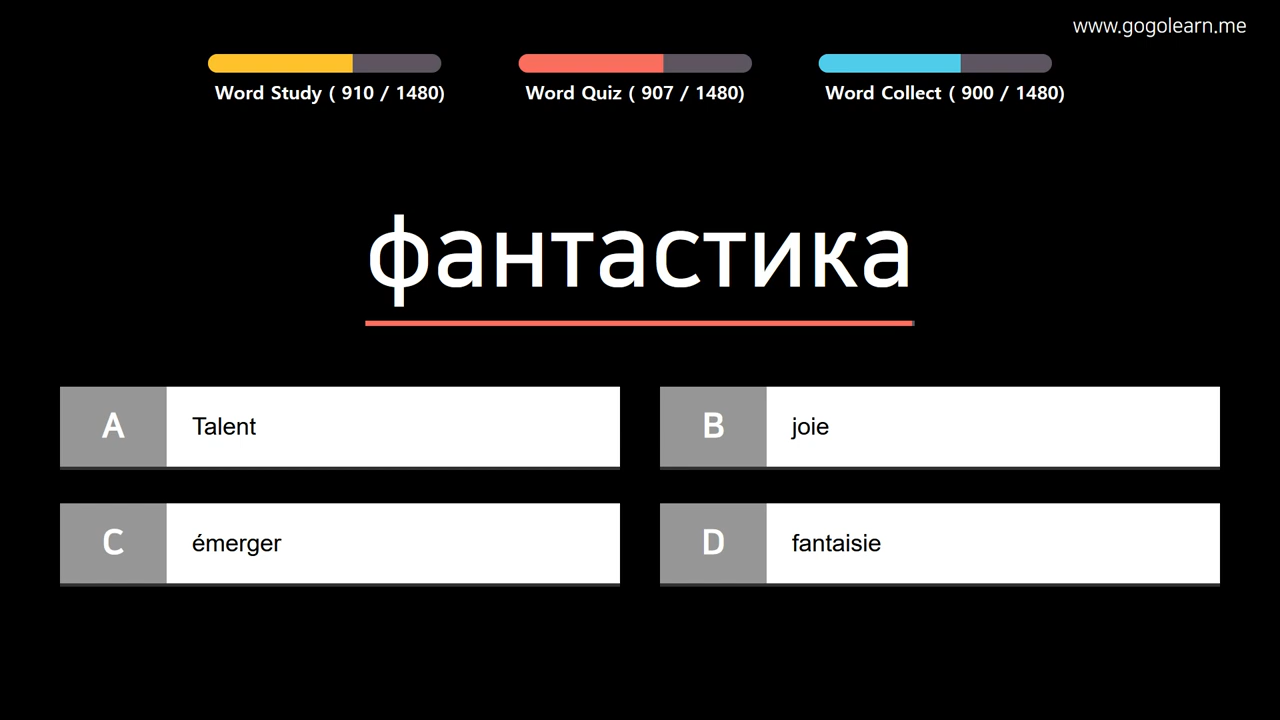 www.gogolearn.me
Word Study ( 910 / 1480)
Word Quiz ( 907 / 1480)
Word Collect ( 900 / 1480)
фантастика
A Talent
B joie
C émerger
D fantaisie